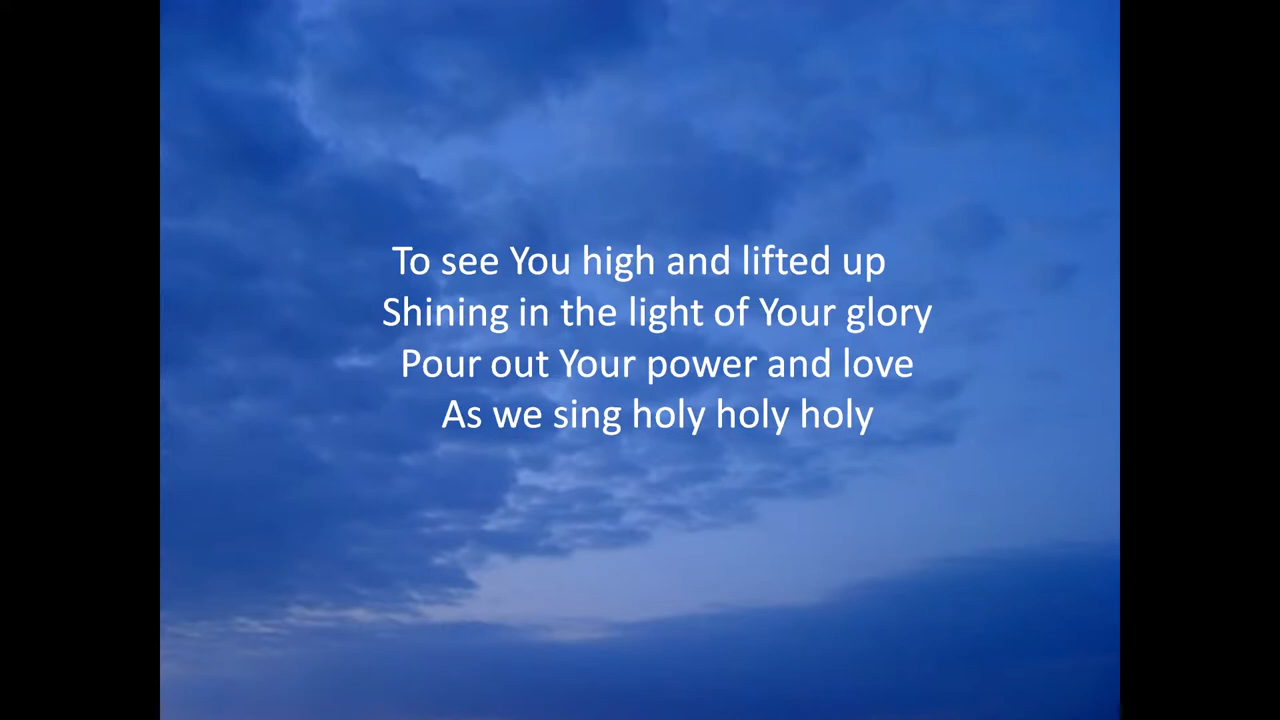 To see You high and lifted up
Shining in the light of Your glory
Pour out Your power and love
As we sing holy holy holy